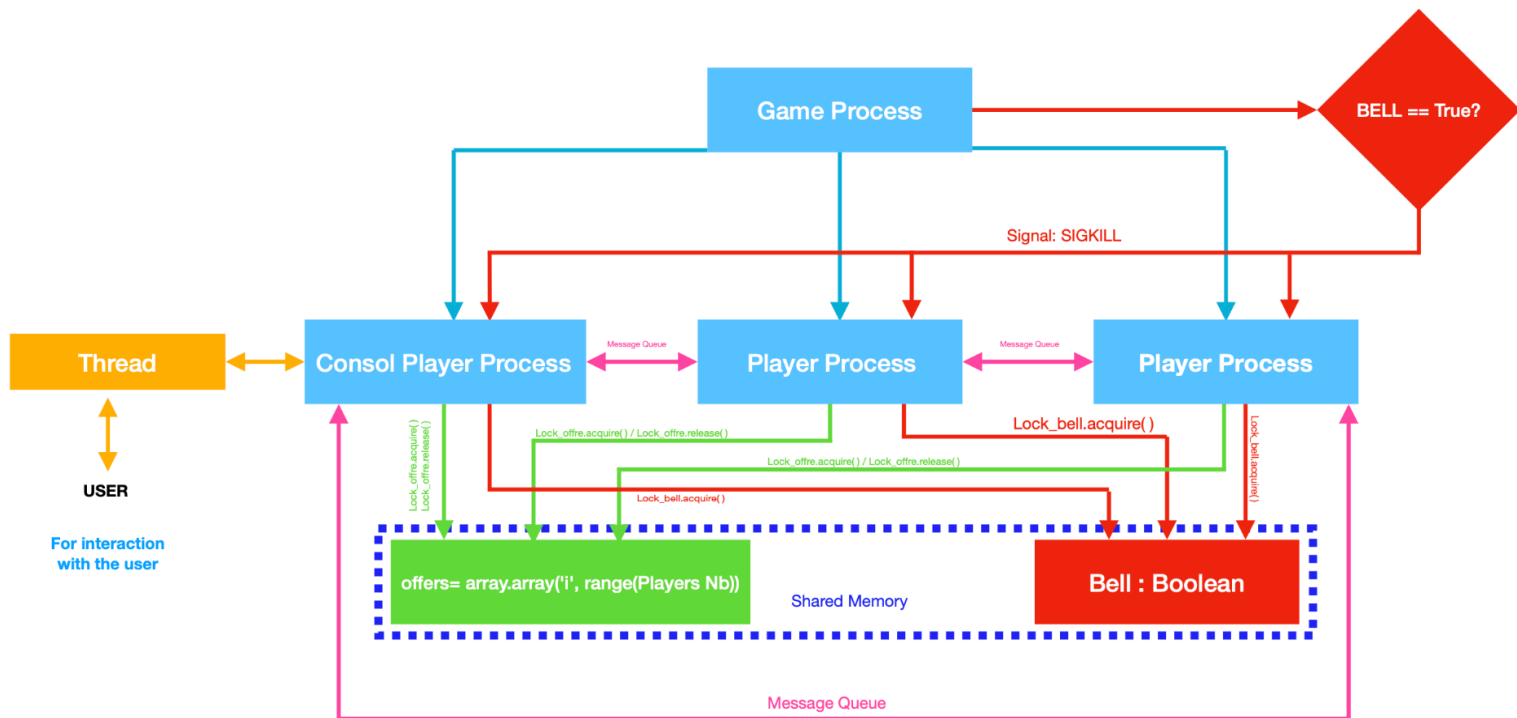 Game Process
BELL == True?
Signal: SIGKILL
Thread
Consol Player Process
Message Queue
Player Process
Message Queue
Player Process
Lock_offre.acquire( )
Lock_offre.release( )
Lock_offre.acquire( ) / Lock_offre.release( )
Lock_bell.acquire( )
Lock_bell.acquire( )
Lock_offre.acquire( ) / Lock_offre.release( )
Lock_bell.acquire( )
USER
For interaction
with the user
offers= array.array('i', range(Players Nb))
Shared Memory
Bell : Boolean
Message Queue